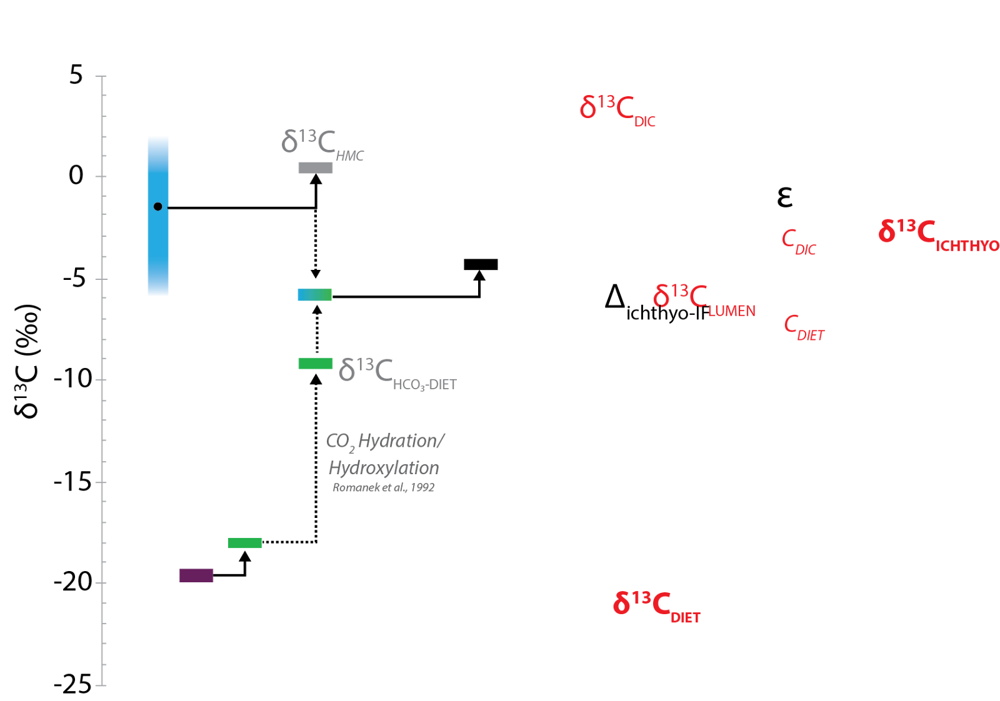 5
0
-5
-10
-15
-20
-25
δ¹³C (‰)
δ¹³C_HMC
δ¹³C_HCO₃-DIET
CO₂ Hydration/
Hydroxylation
Romanek et al., 1992
δ¹³C_DIC
ε
C_DIC
δ¹³C_ICHTHYO
Δ_ichthyo-IF
δ¹³C_LUMEN
C_DIET
δ¹³C_DIET